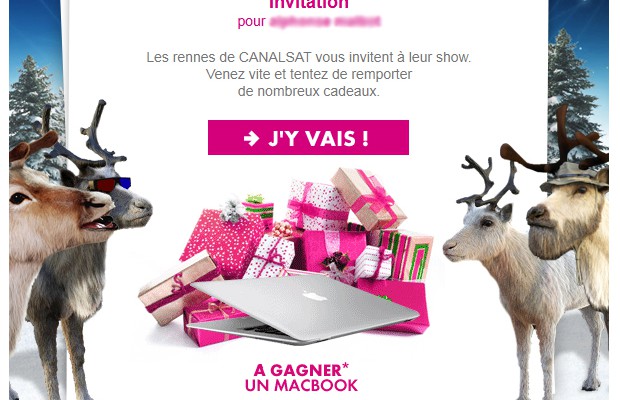 Invitation
pour
Les rennes de CANALSAT vous invitent à leur show.
Venez vite et tentez de remporter
de nombreux cadeaux.
→ J'Y VAIS !
A GAGNER*
UN MACBOOK